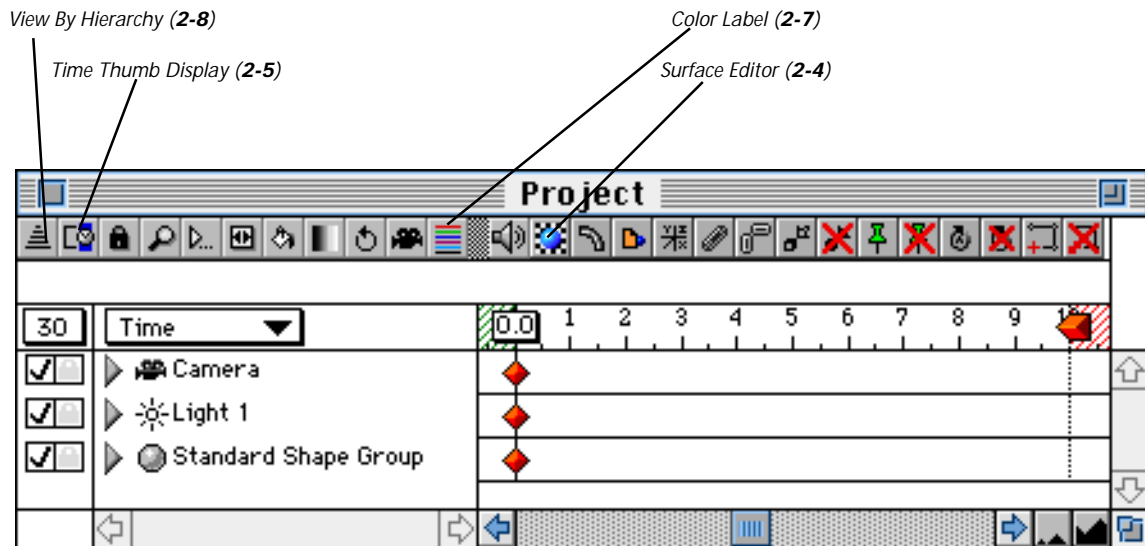 View By Hierarchy (2-8)
Color Label (2-7)
Time Thumb Display (2-5)
Surface Editor (2-4)
Project
30 Time 0.0 1 2 3 4 5 6 7 8 9
Camera
Light 1
Standard Shape Group